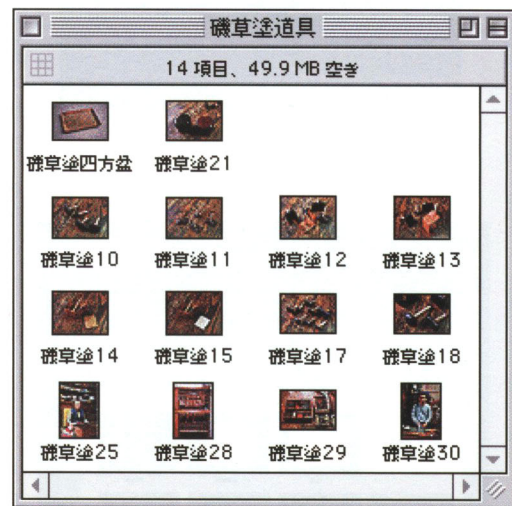 磯草塗道具
14 項目、49.9 MB 空き
磯草塗四方盆 磯草塗21
磯草塗10 磯草塗11 磯草塗12 磯草塗13
磯草塗14 磯草塗15 磯草塗17 磯草塗18
磯草塗25 磯草塗28 磯草塗29 磯草塗30